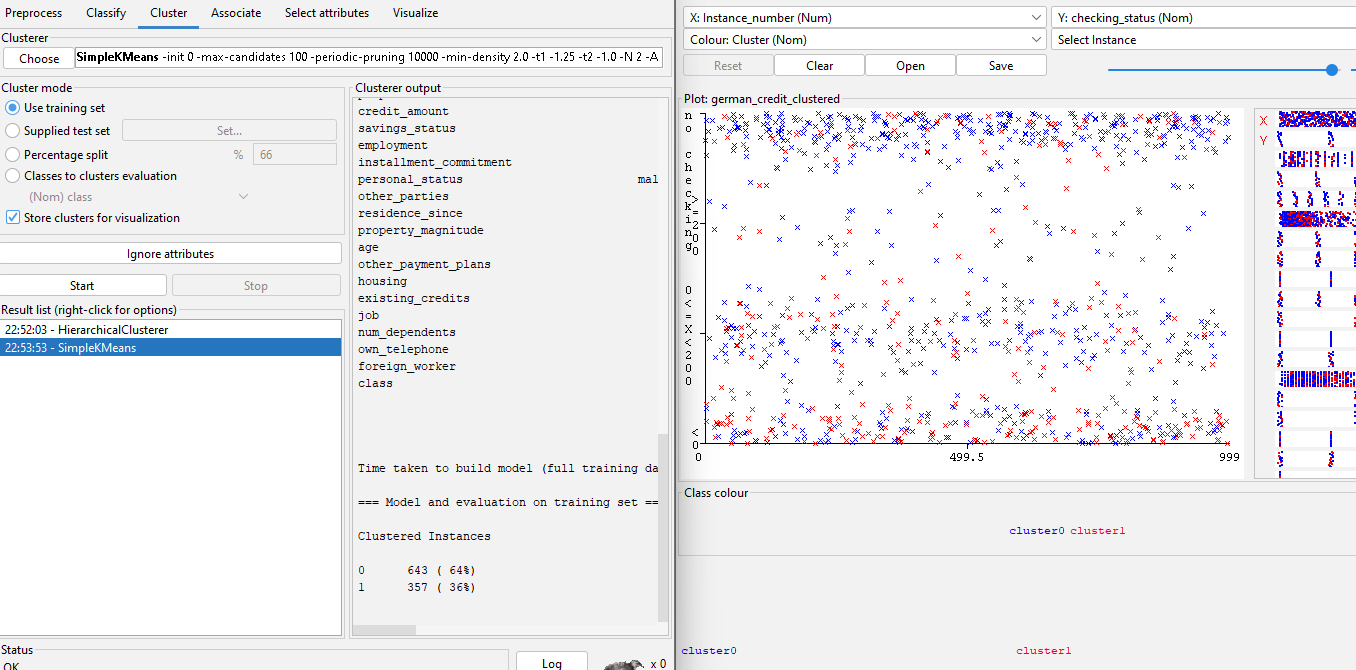 Preprocess Classify Cluster Associate Select attributes Visualize
Clusterer
Choose SimpleKMeans -init 0 -max-candidates 100 -periodic-pruning 10000 -min-density 2.0 -t1 -1.25 -t2 -1.0 -N 2 -A
Cluster mode
Use training set
Supplied test set Set...
Percentage split % 66
Classes to clusters evaluation
(Nom) class
Store clusters for visualization
Ignore attributes
Start Stop
Result list (right-click for options)
22:52:03 - HierarchicalClusterer
22:53:53 - SimpleKMeans
Clusterer output
credit_amount
savings_status
employment
installment_commitment
personal_status mal
other_parties
residence_since
property_magnitude
age
other_payment_plans
housing
existing_credits
job
num_dependents
own_telephone
foreign_worker
class
Time taken to build model (full training da
=== Model and evaluation on training set ==
Clustered Instances
0 643 ( 64%)
1 357 ( 36%)
Status
OK
Log x 0
X: Instance_number (Num) Y: checking_status (Nom)
Colour: Cluster (Nom) Select Instance
Reset Clear Open Save
Plot: german_credit_clustered
no checking
>=200
0<=X<200
<0
0 499.5 999
X
Y
Class colour
cluster0 cluster1
cluster0 cluster1